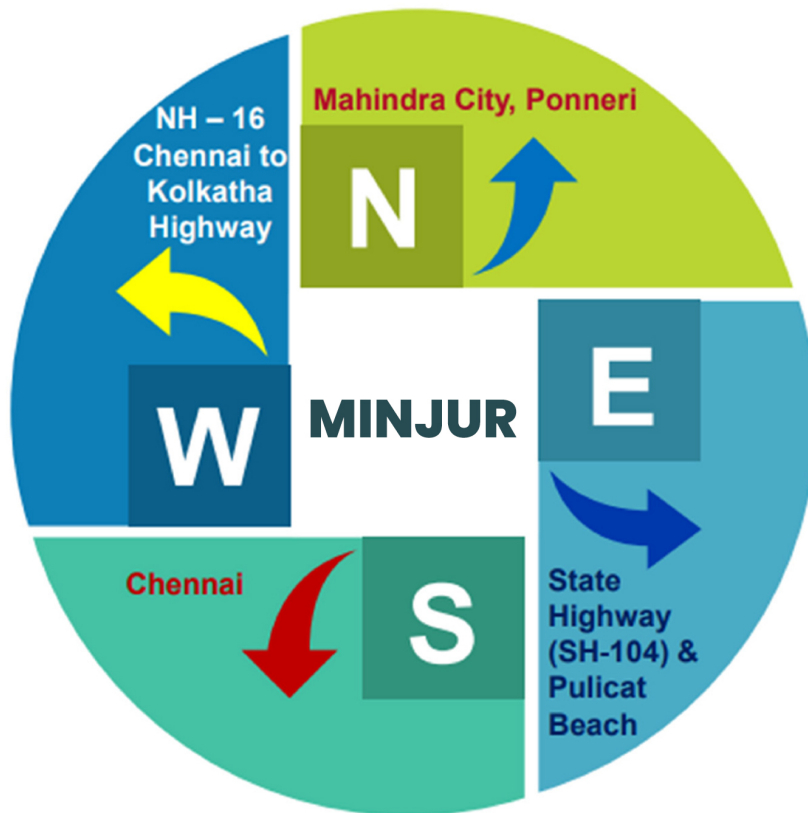 Mahindra City, Ponneri
N
NH – 16
Chennai to
Kolkatha
Highway
W
MINJUR
E
State
Highway
(SH-104) &
Pulicat
Beach
Chennai
S